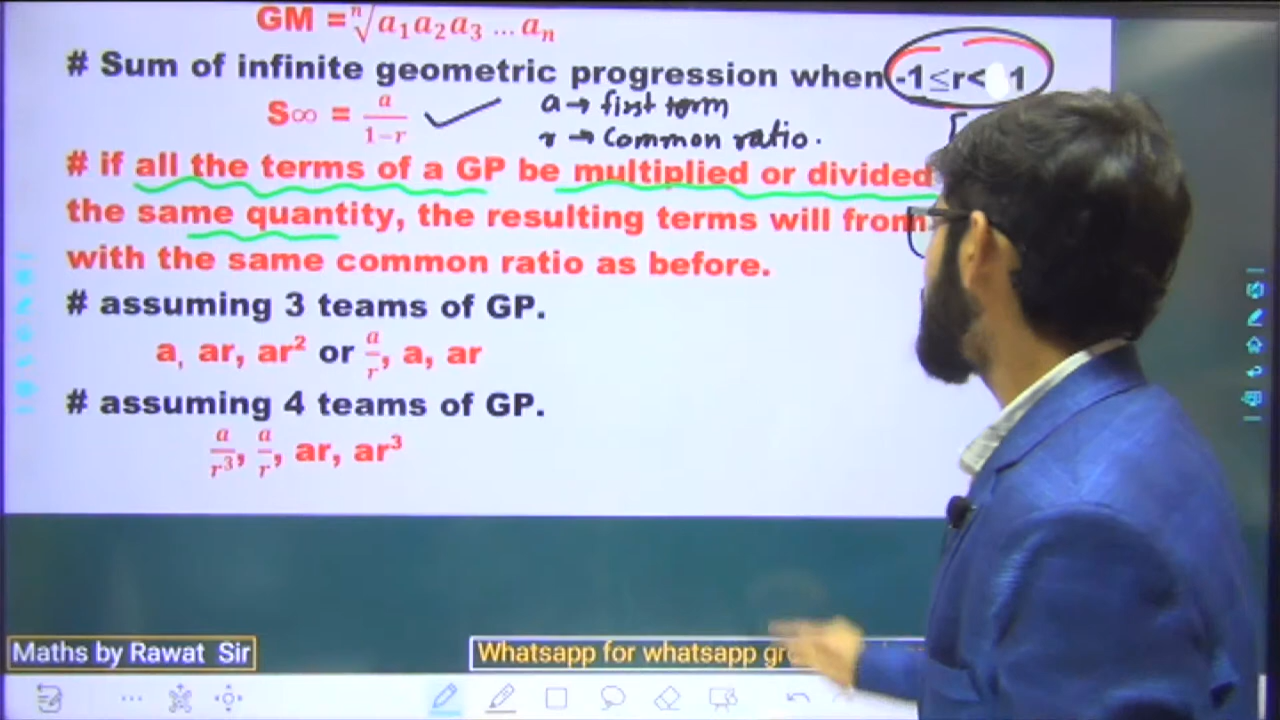 GM = ⁿ√a₁a₂a₃ ... aₙ
# Sum of infinite geometric progression when -1≤r< 1
S∞ = a/1−r a → first term
r → Common ratio.
# if all the terms of a GP be multiplied or divided
the same quantity, the resulting terms will from
with the same common ratio as before.
# assuming 3 teams of GP.
a, ar, ar² or a/r, a, ar
# assuming 4 teams of GP.
a/r³, a/r, ar, ar³
Maths by Rawat Sir
Whatsapp for whatsapp